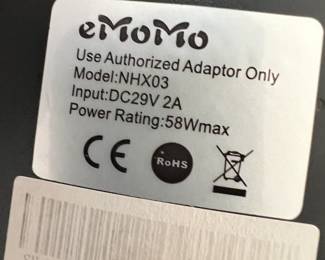 eMoMo
Use Authorized Adaptor Only
Model:NHX03
Input:DC29V 2A
Power Rating:58Wmax
CE
RoHS